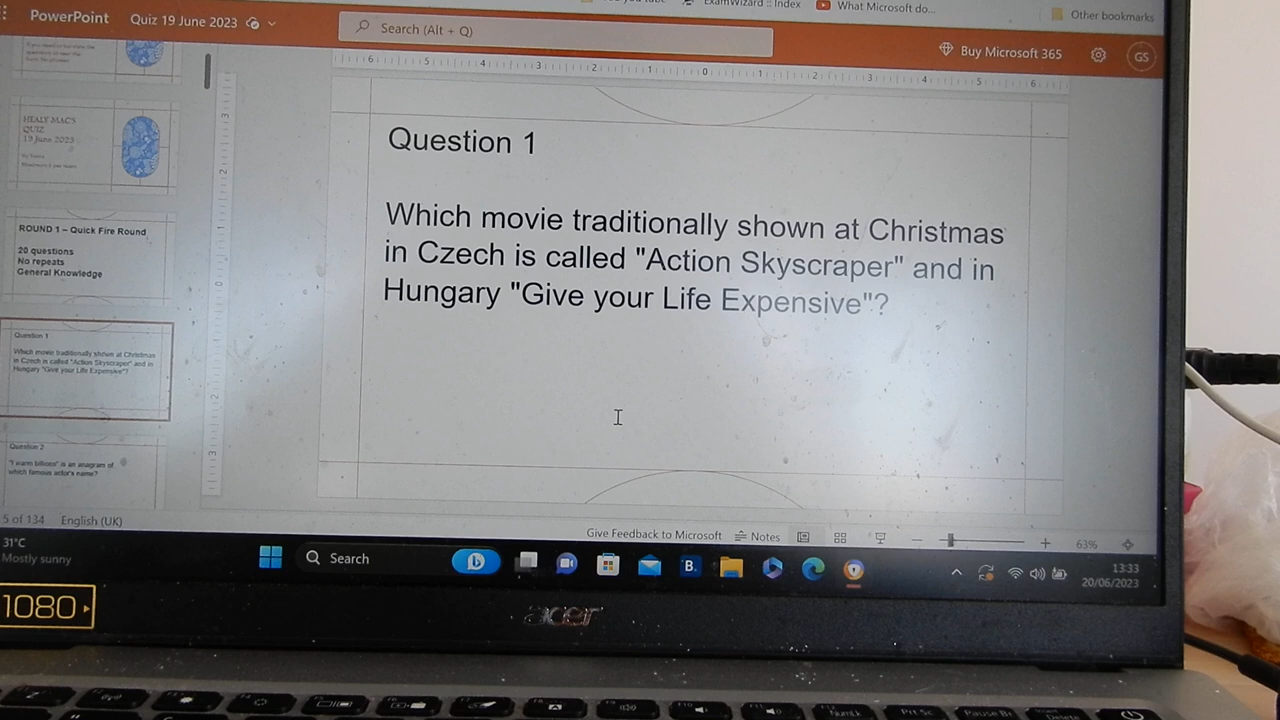 ExamWizard :: Index
What Microsoft do...
Other bookmarks
PowerPoint
Quiz 19 June 2023
Search (Alt + Q)
Buy Microsoft 365
GS
HEALY MAC'S
QUIZ
19 June 2023
ROUND 1 – Quick Fire Round
20 questions
No repeats
General Knowledge
Question 1
Which movie traditionally shown at Christmas
in Czech is called "Action Skyscraper" and in
Hungary "Give your Life Expensive"?
Question 2
"I warm billions" is an anagram of
which famous actor's name?
Question 1
Which movie traditionally shown at Christmas
in Czech is called "Action Skyscraper" and in
Hungary "Give your Life Expensive"?
5 of 134
English (UK)
Give Feedback to Microsoft
Notes
63%
31°C
Mostly sunny
Search
B.
13:33
20/06/2023
1080
acer